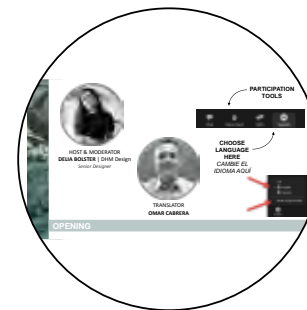 PARTICIPATION
TOOLS
HOST & MODERATOR
DELIA BOLSTER | DHM Design
Senior Designer
CHOOSE
LANGUAGE
HERE
CAMBIE EL
IDIOMA AQUÍ
TRANSLATOR
OMAR CABRERA
OPENING